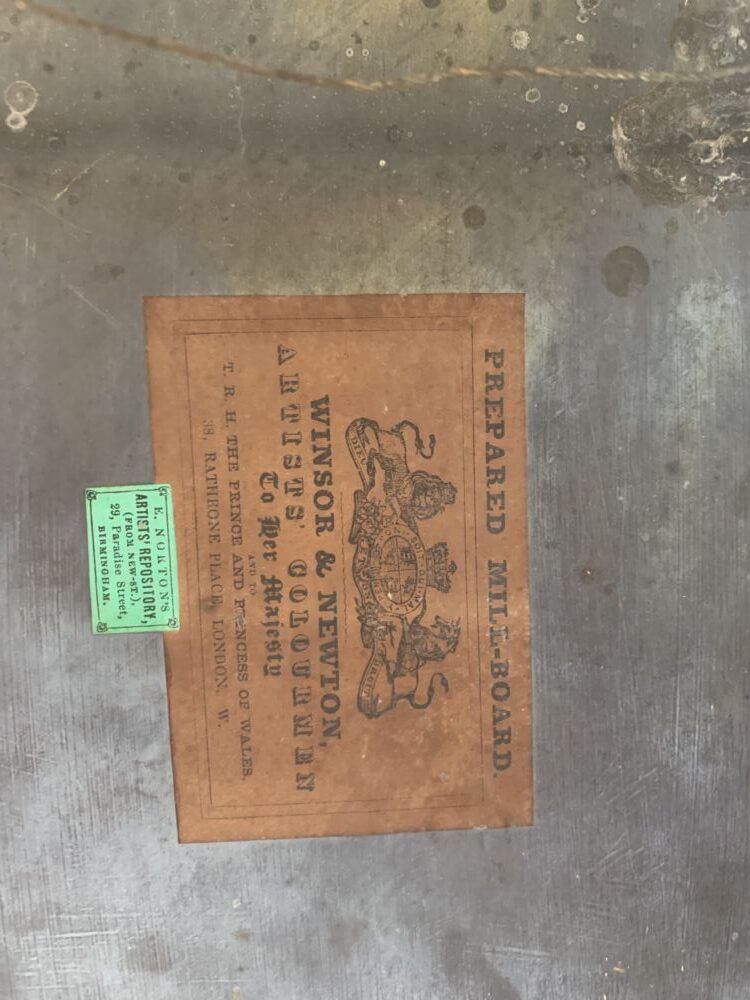 PREPARED MILL-BOARD.
DIEU
WINSOR & NEWTON,
ARTISTS' COLOURMEN
To Her Majesty
AND TO
T. R. H. THE PRINCE AND PRINCESS OF WALES.
38, RATHBONE PLACE, LONDON. W.
E. NORTON'S
ARTISTS' REPOSITORY,
(FROM NEW-ST.),
29, Paradise Street,
BIRMINGHAM.